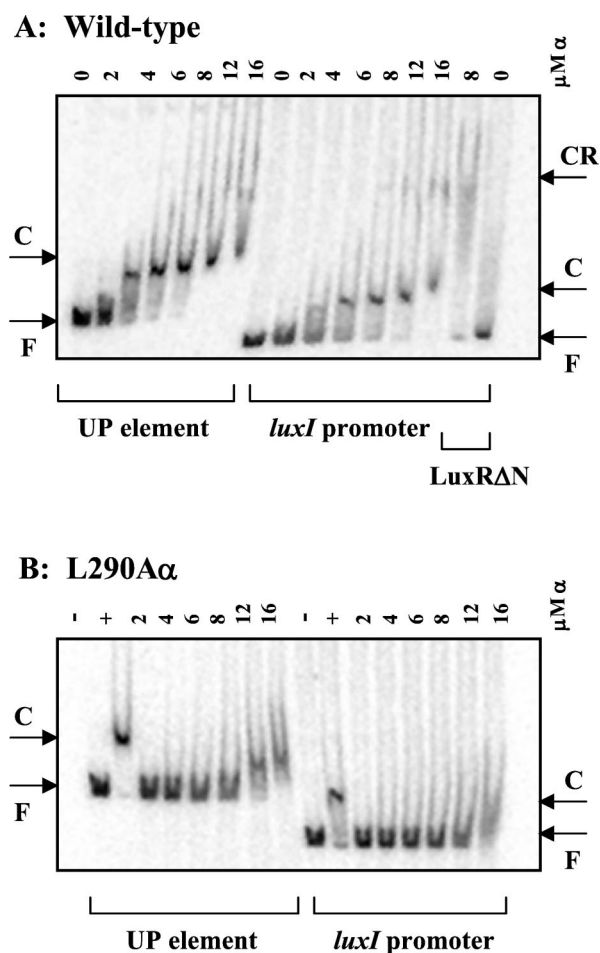 A: Wild-type
0 2 4 6 8 12 16 0 2 4 6 8 12 16 8 0 µM α
CR
C C
F F
UP element luxI promoter
LuxRΔN
B: L290Aα
- + 2 4 6 8 12 16 - + 2 4 6 8 12 16 µM α
C C
F F
UP element luxI promoter